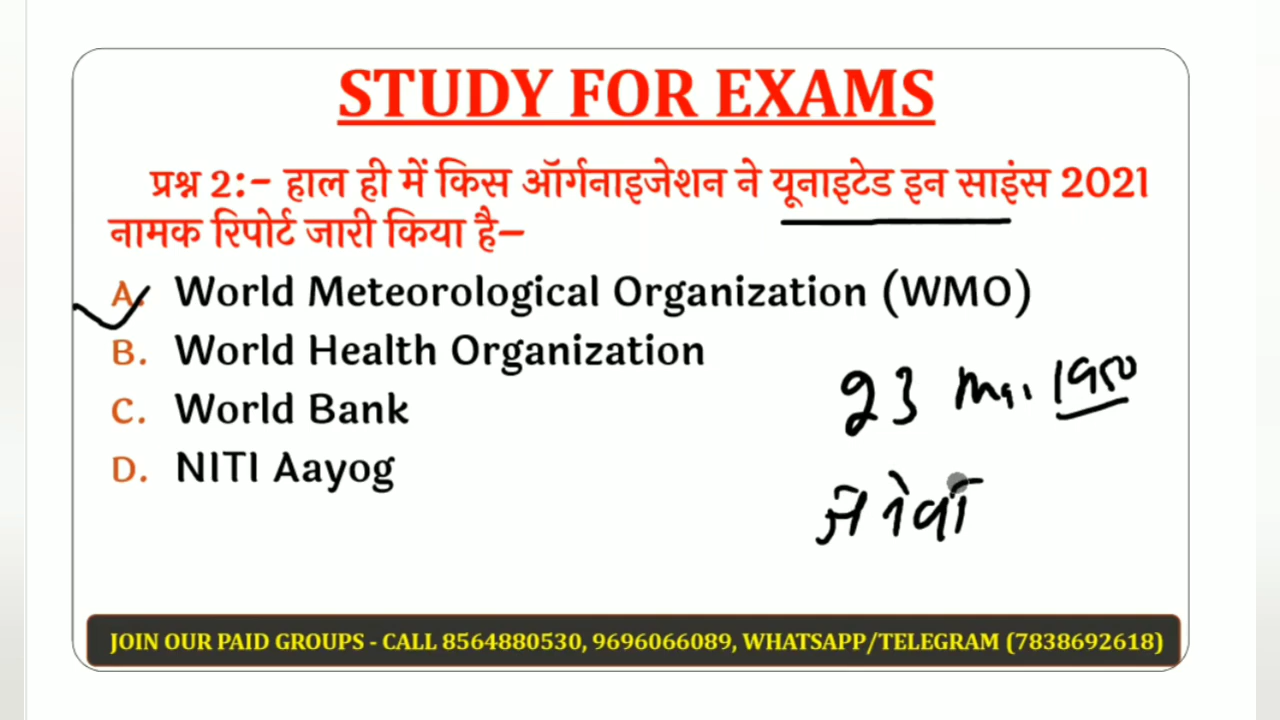 STUDY FOR EXAMS
प्रश्न 2:- हाल ही में किस ऑर्गनाइजेशन ने यूनाइटेड इन साइंस 2021
नामक रिपोर्ट जारी किया है–
A. World Meteorological Organization (WMO)
B. World Health Organization
C. World Bank
D. NITI Aayog
23 1950
JOIN OUR PAID GROUPS - CALL 8564880530, 9696066089, WHATSAPP/TELEGRAM (7838692618)